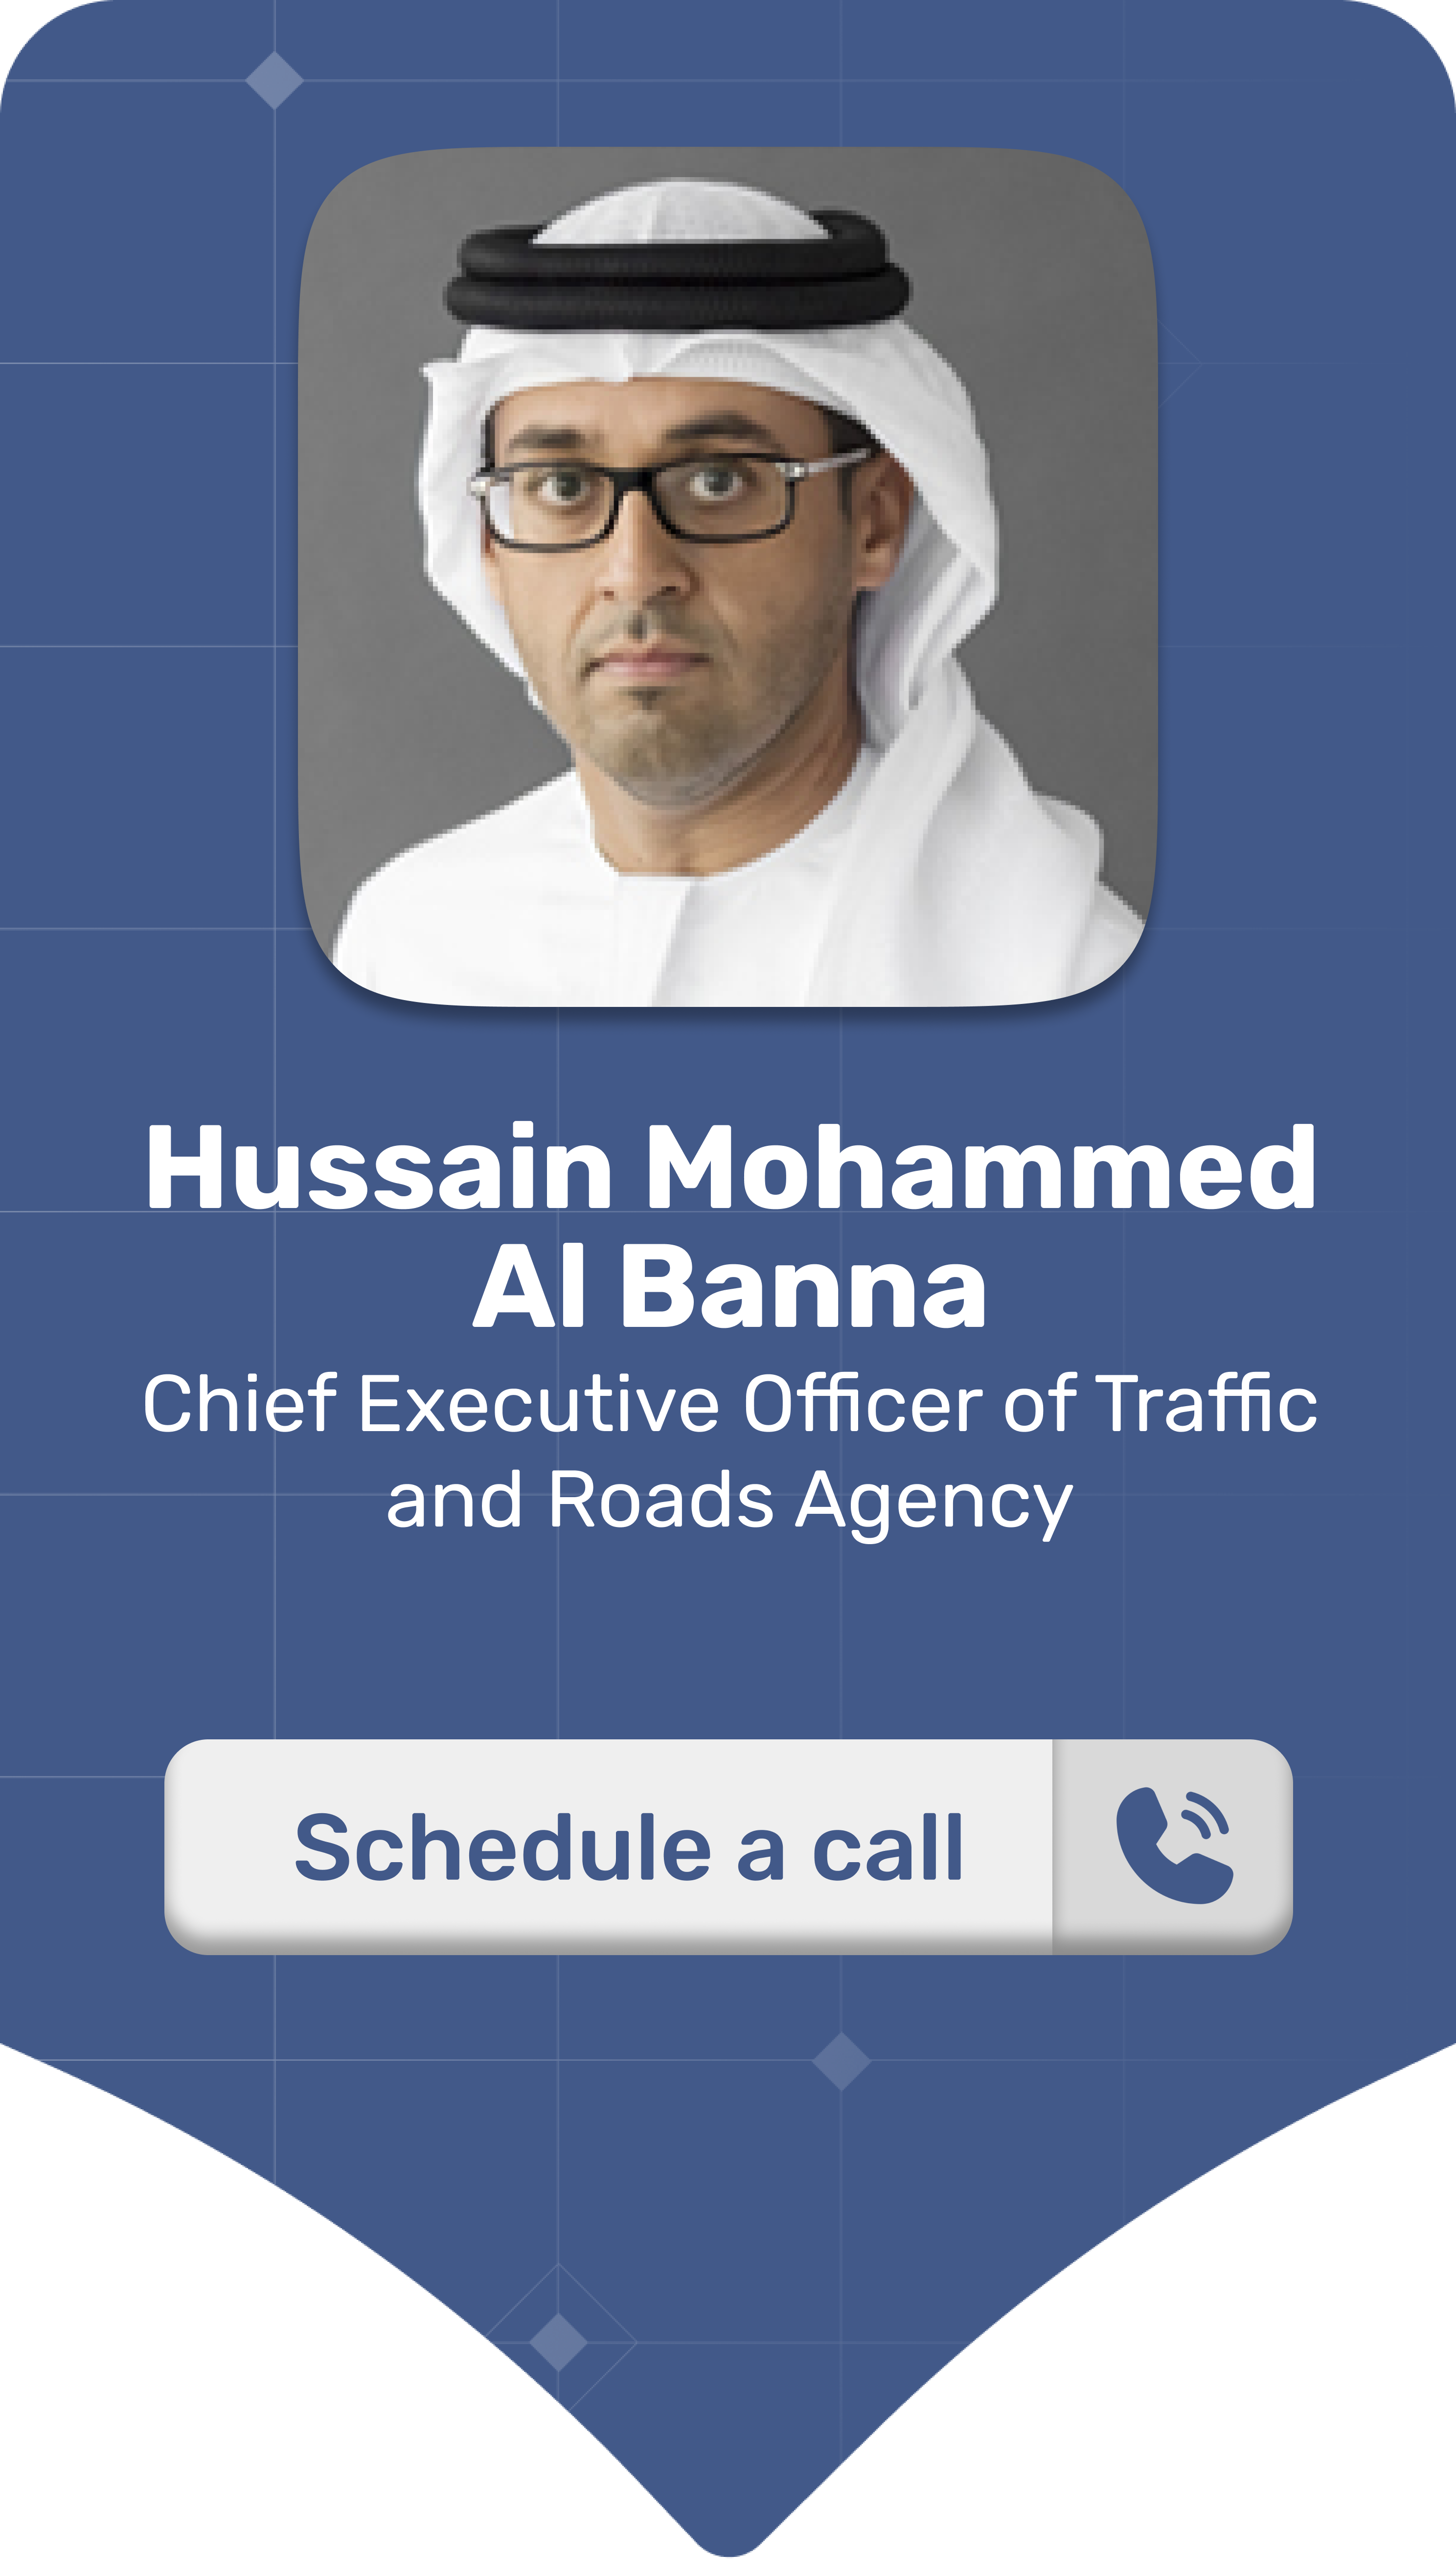 Hussain Mohammed
Al Banna
Chief Executive Officer of Traffic
and Roads Agency
Schedule a call